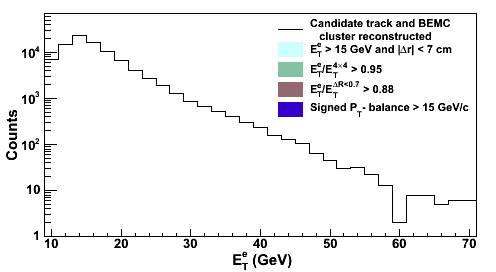 Candidate track and BEMC
cluster reconstructed
E_T^e > 15 GeV and |Δr| < 7 cm
E_T^e/E_T^{4×4} > 0.95
E_T^e/E_T^{ΔR<0.7} > 0.88
Signed P_T- balance > 15 GeV/c
Counts
10^4
10^3
10^2
10
1
10 20 30 40 50 60 70
E_T^e (GeV)